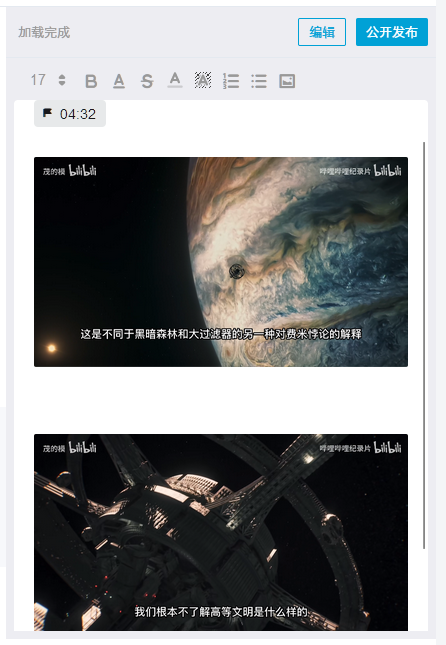 加载完成
编辑
公开发布
17
B A S A A
04:32
茂的模 bilibili
哔哩哔哩纪录片 bilibili
这是不同于黑暗森林和大过滤器的另一种对费米悖论的解释
茂的模 bilibili
哔哩哔哩纪录片 bilibili
我们根本不了解高等文明是什么样的